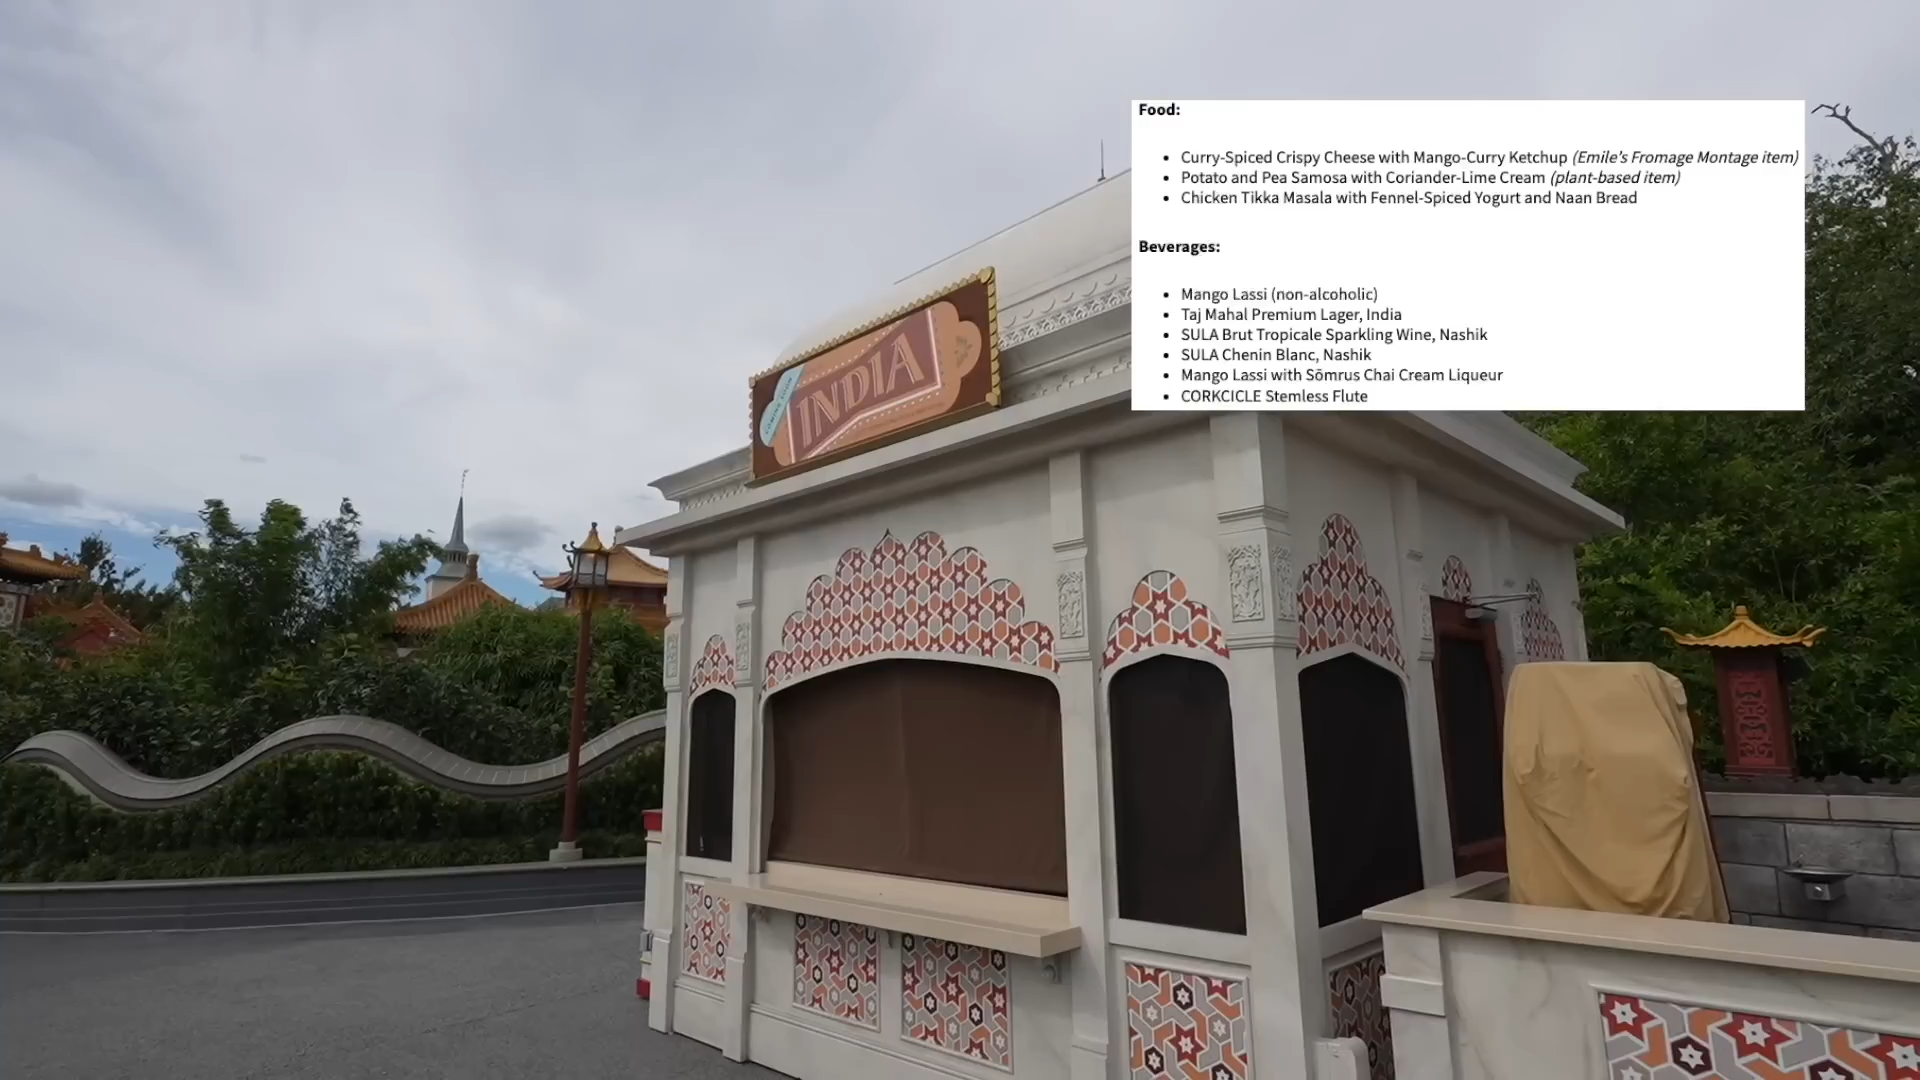 Food:
• Curry-Spiced Crispy Cheese with Mango-Curry Ketchup (Emile's Fromage Montage item)
• Potato and Pea Samosa with Coriander-Lime Cream (plant-based item)
• Chicken Tikka Masala with Fennel-Spiced Yogurt and Naan Bread
Beverages:
• Mango Lassi (non-alcoholic)
• Taj Mahal Premium Lager, India
• SULA Brut Tropicale Sparkling Wine, Nashik
• SULA Chenin Blanc, Nashik
• Mango Lassi with Sōmrus Chai Cream Liqueur
• CORKCICLE Stemless Flute
COMING SOON
INDIA